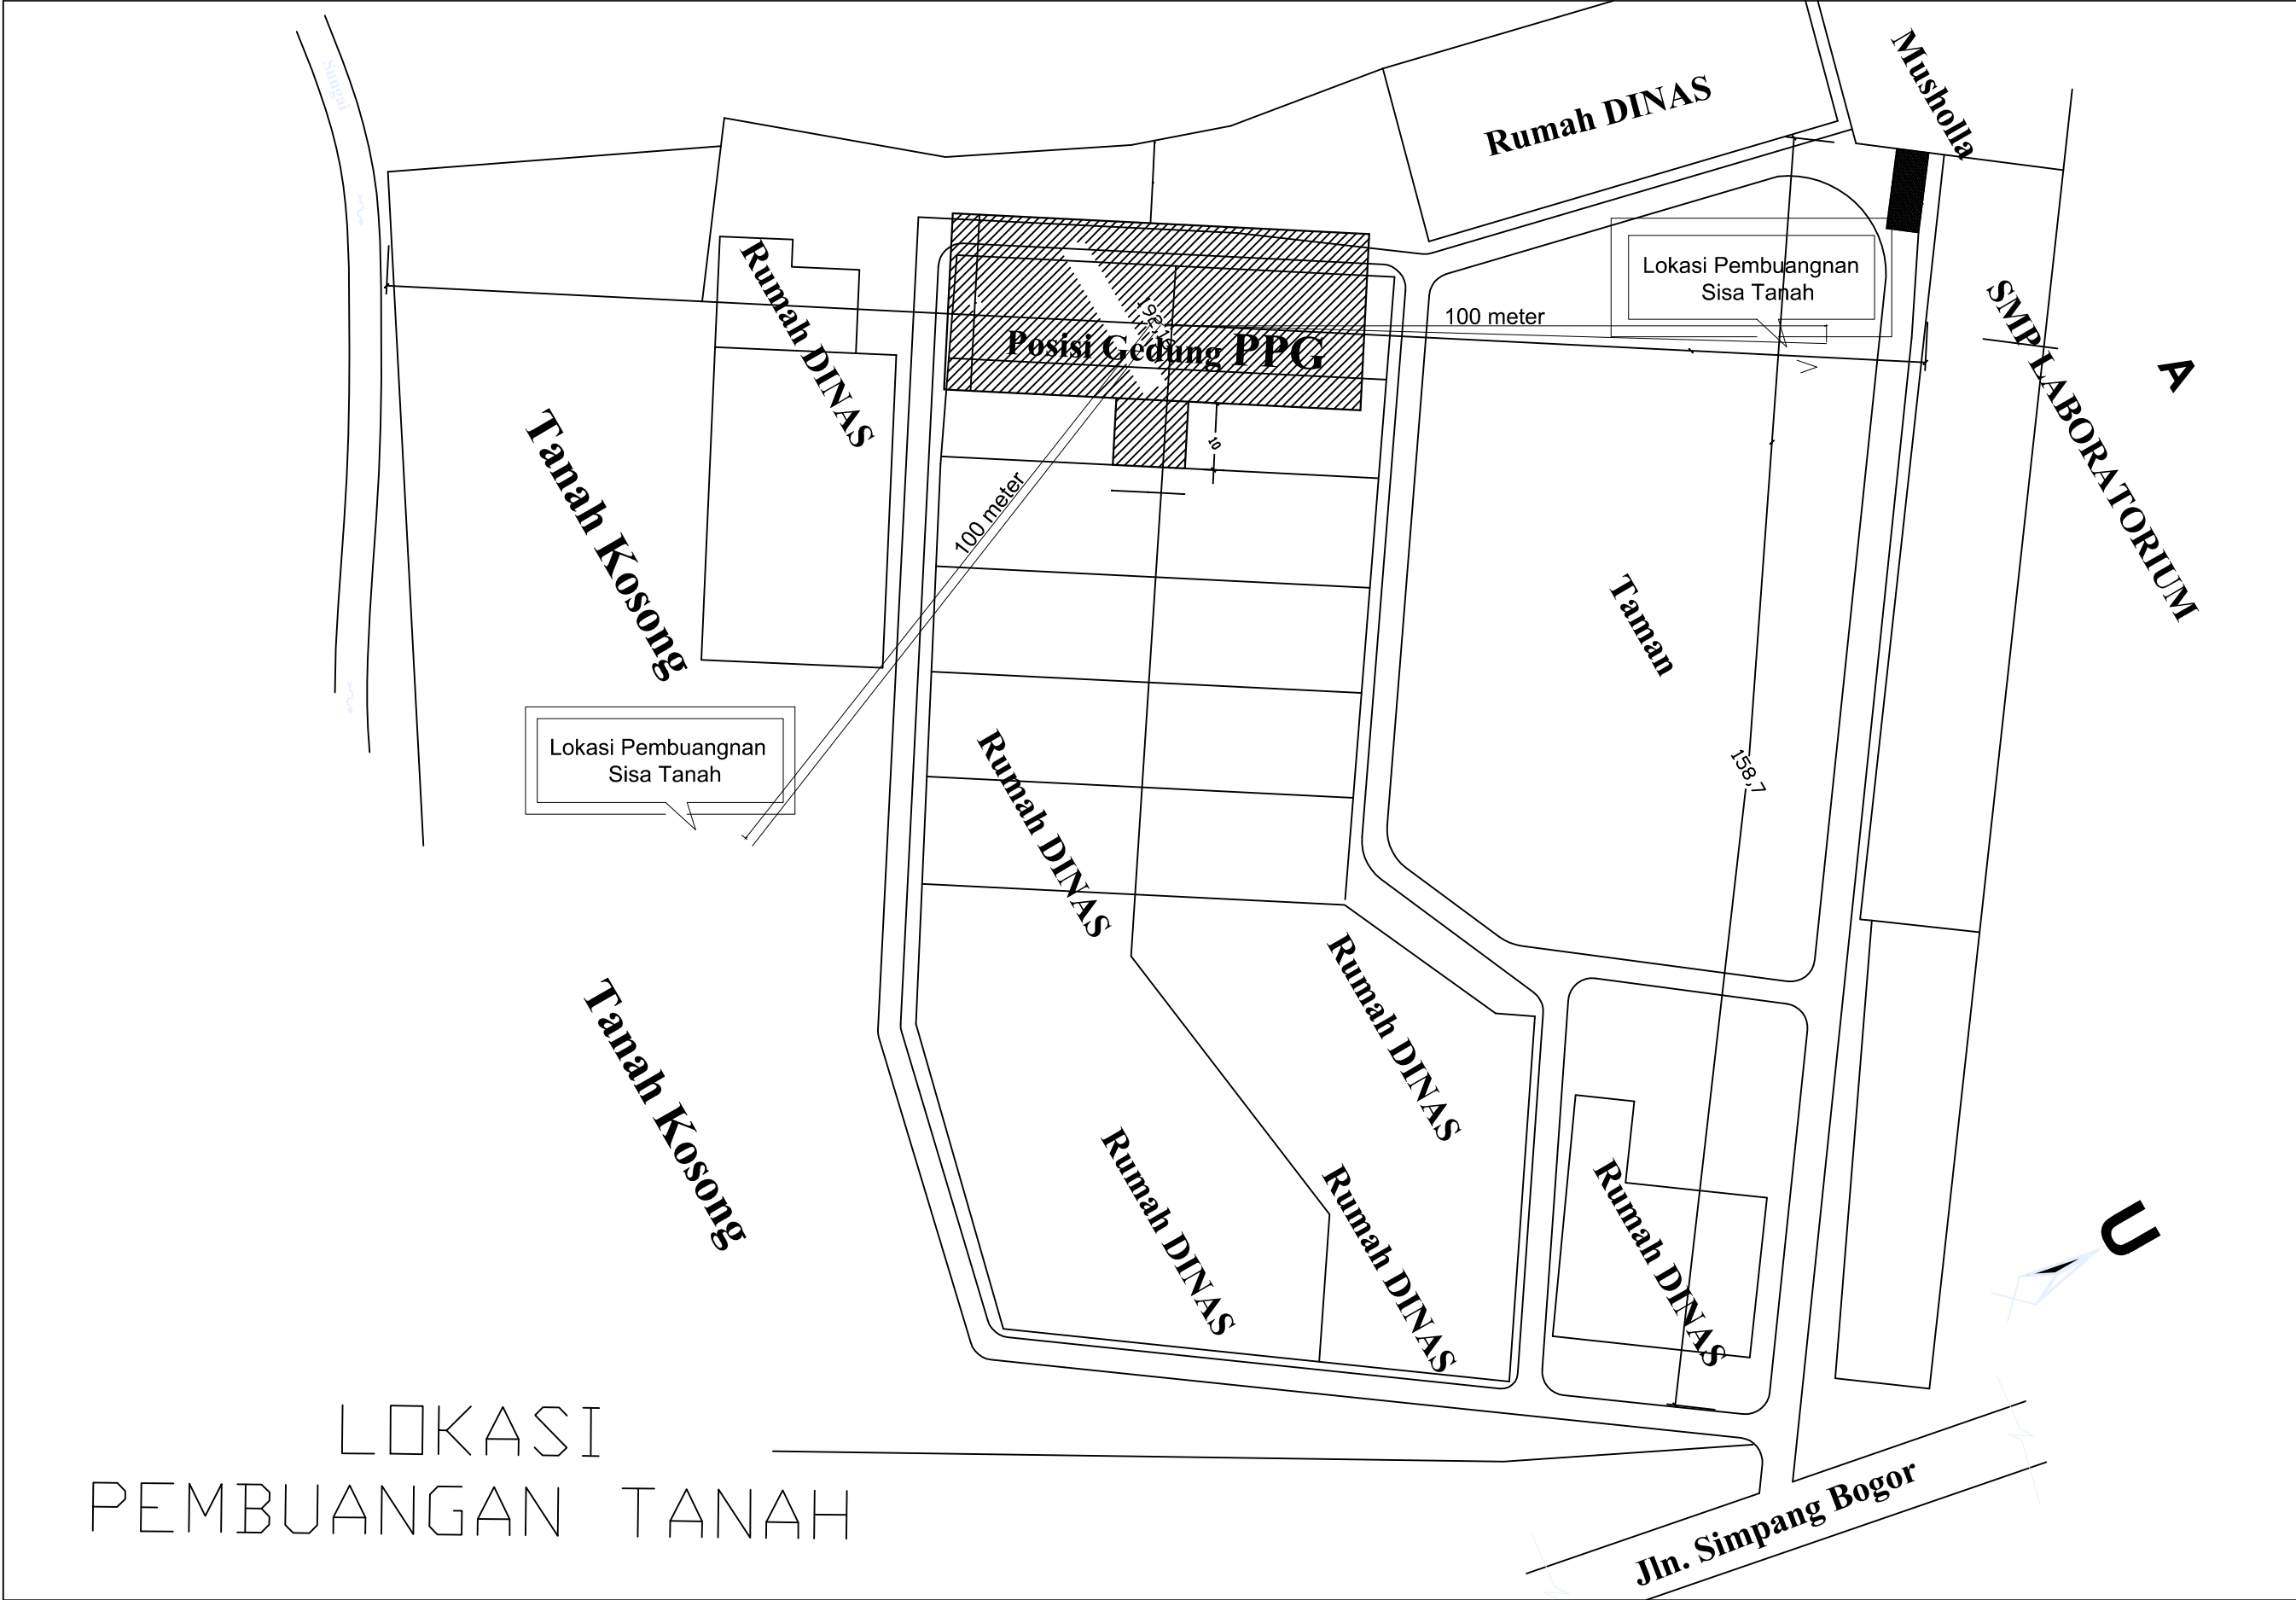 Sungai
Rumah DINAS
Musholla
Rumah DINAS
Lokasi Pembuangnan
Sisa Tanah
100 meter
Posisi Gedung PPG
SMP LABORATORIUM
A
10
Tanah Kosong
100 meter
Taman
Lokasi Pembuangnan
Sisa Tanah
158,7
Rumah DINAS
Rumah DINAS
Tanah Kosong
Rumah DINAS
Rumah DINAS
Rumah DINAS
U
LOKASI
PEMBUANGAN TANAH
Jln. Simpang Bogor